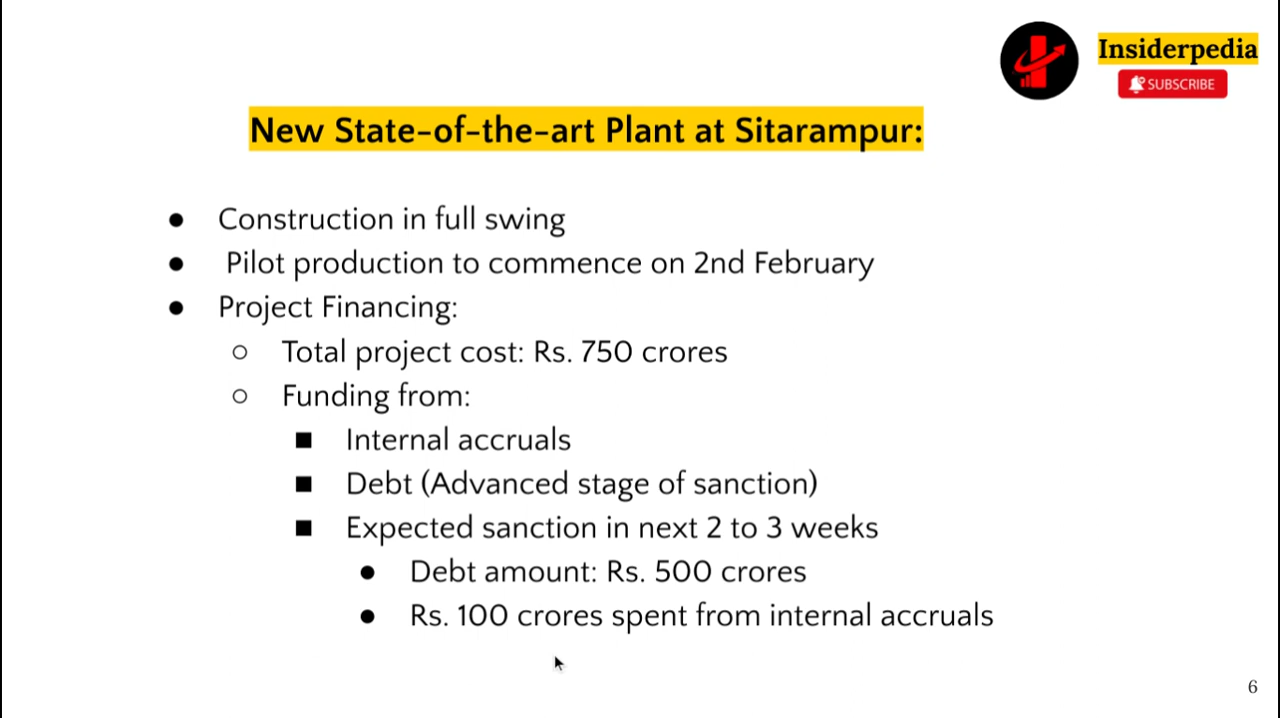 Insiderpedia
SUBSCRIBE
New State-of-the-art Plant at Sitarampur:
● Construction in full swing
● Pilot production to commence on 2nd February
● Project Financing:
○ Total project cost: Rs. 750 crores
○ Funding from:
■ Internal accruals
■ Debt (Advanced stage of sanction)
■ Expected sanction in next 2 to 3 weeks
● Debt amount: Rs. 500 crores
● Rs. 100 crores spent from internal accruals
6